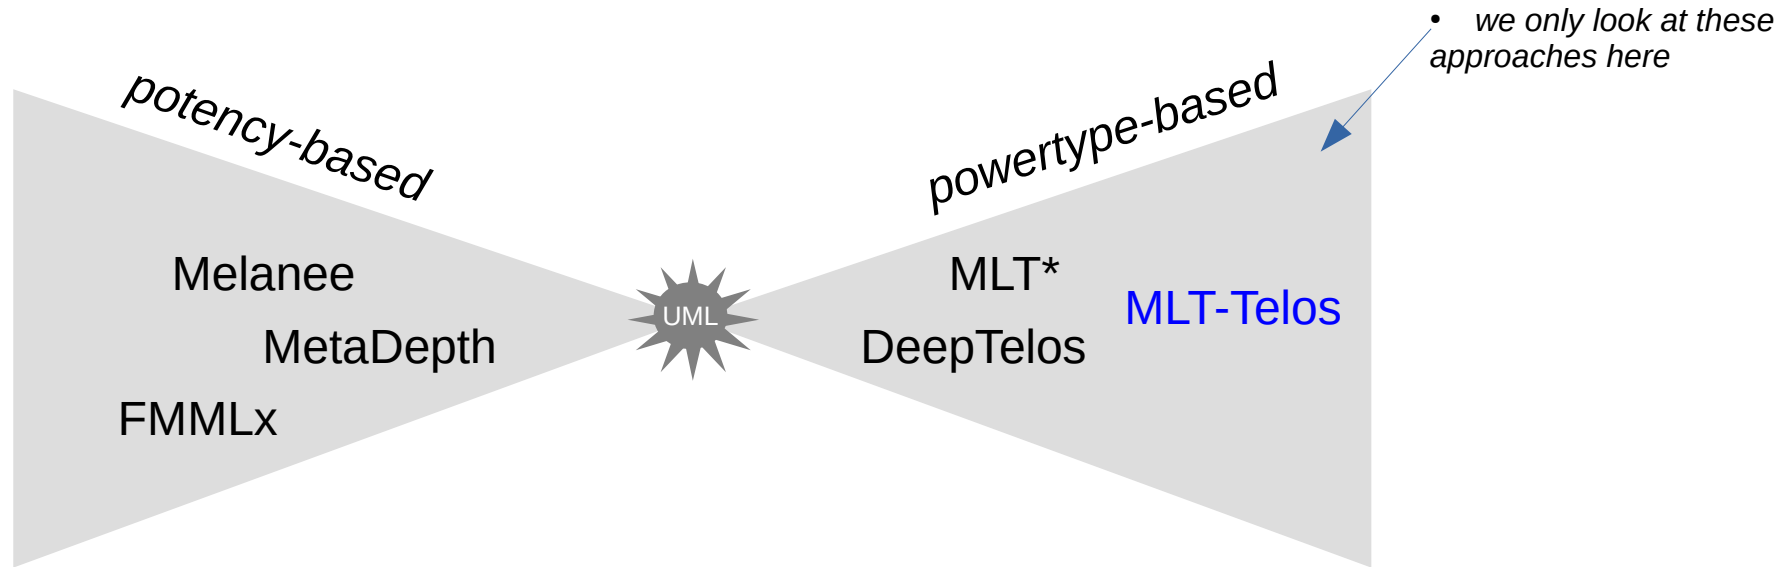 • we only look at these
approaches here
potency-based
powertype-based
Melanee
MLT*
MLT-Telos
UML
MetaDepth
DeepTelos
FMMLx